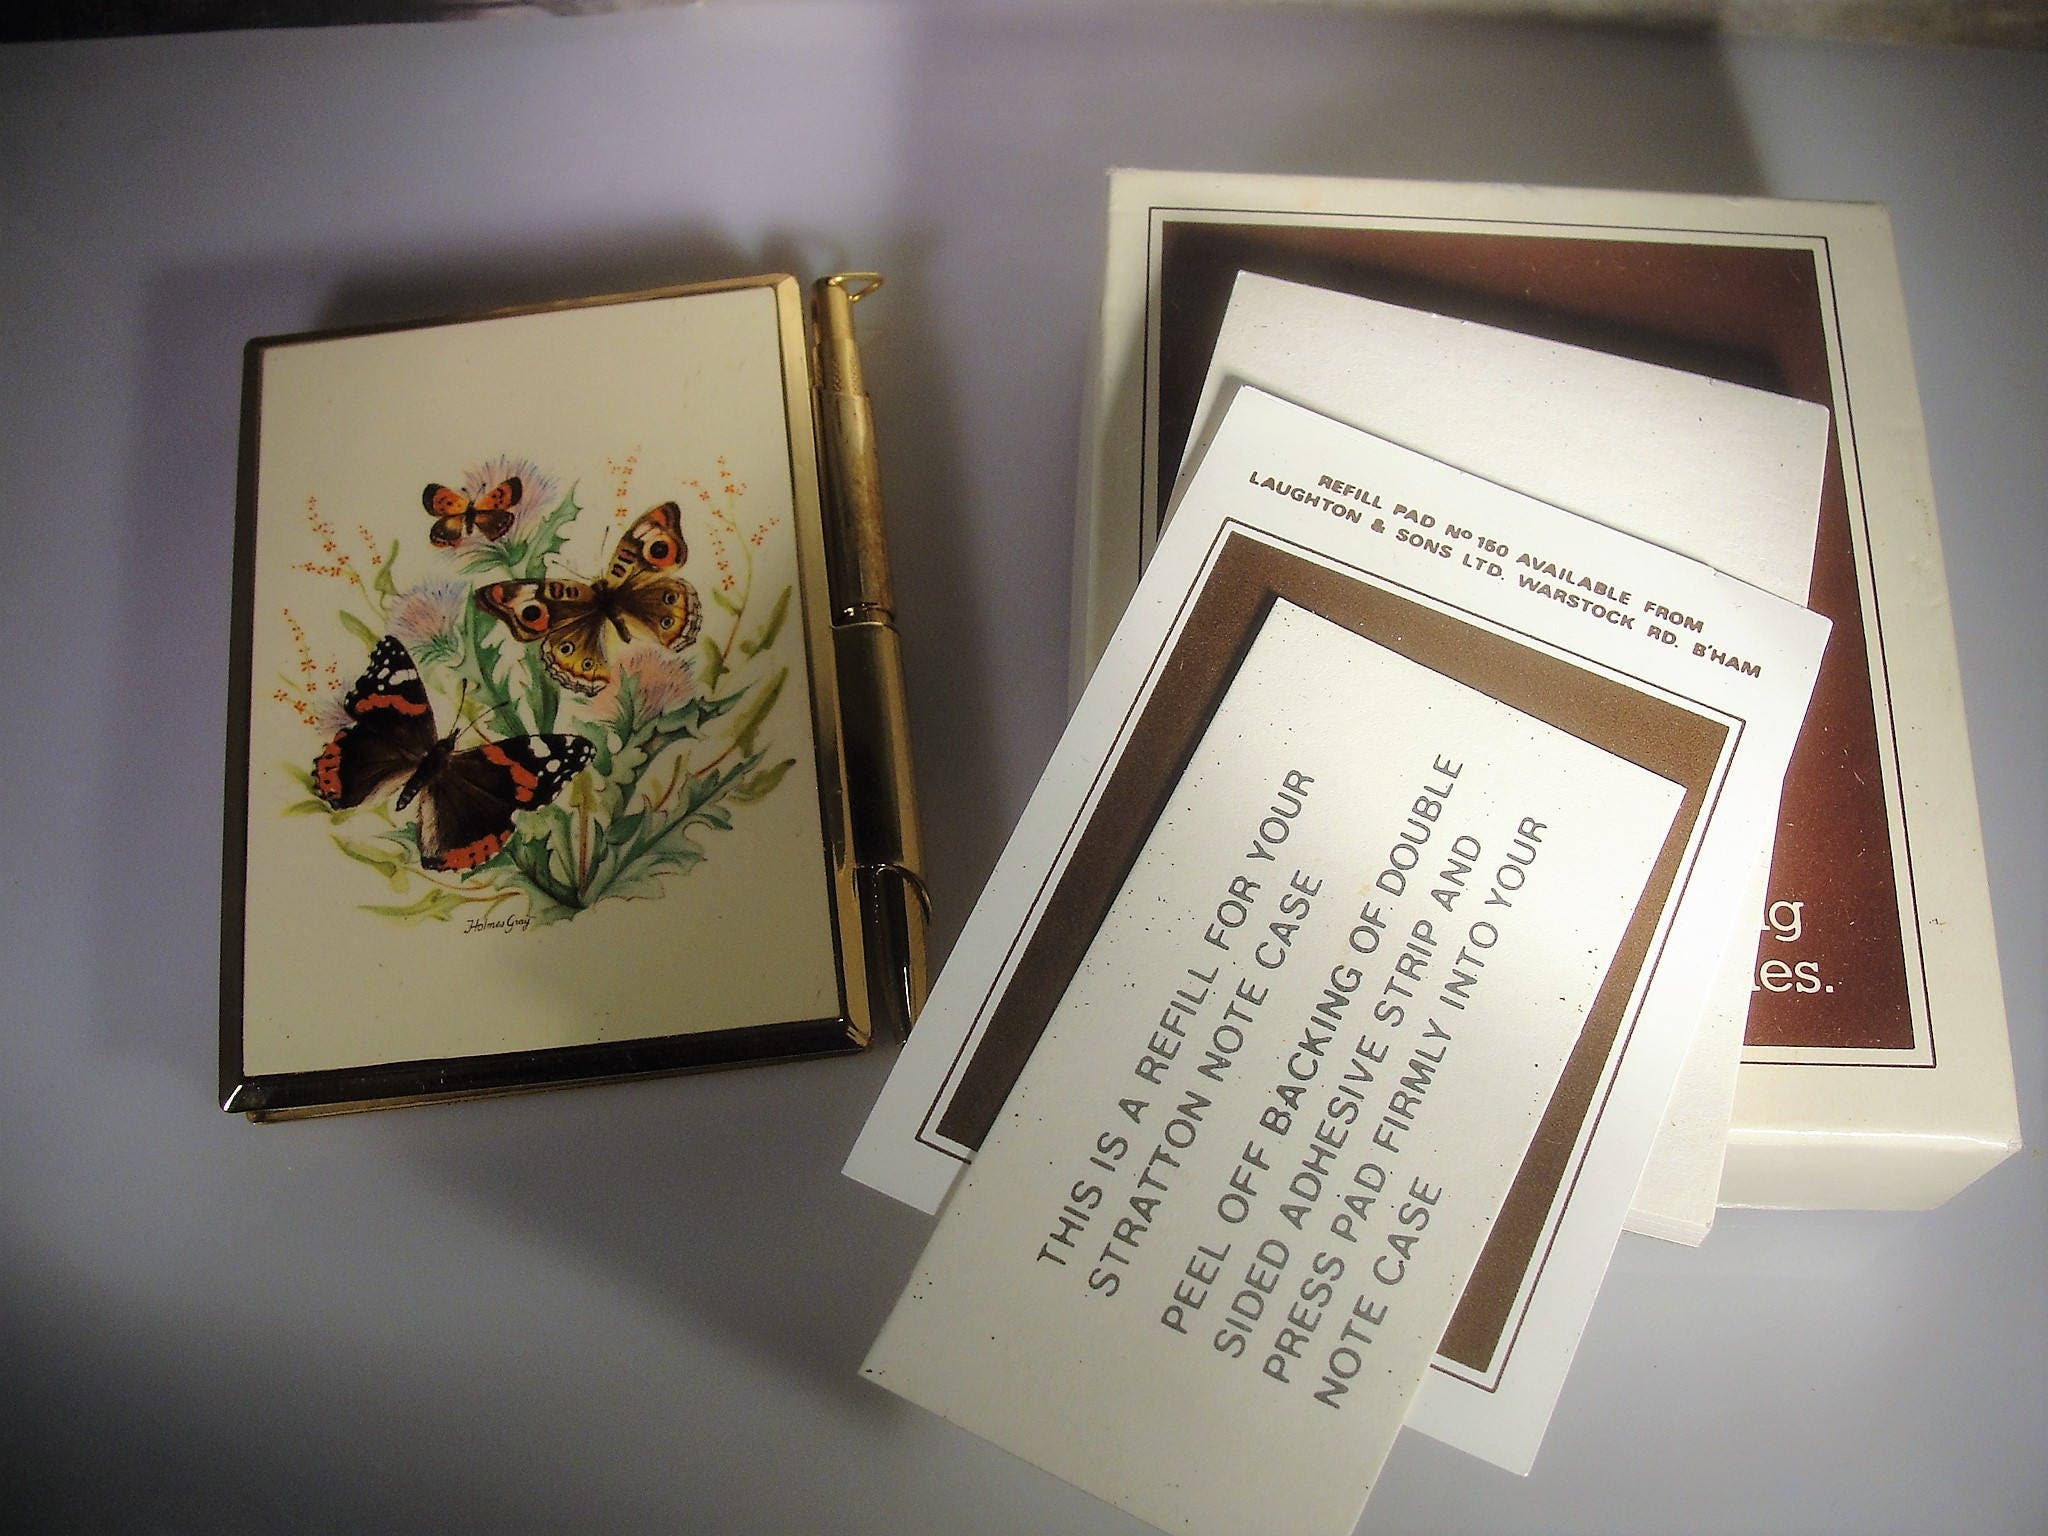 Holmes Gray
REFILL PAD Nº 150 AVAILABLE FROM
LAUGHTON & SONS LTD. WARSTOCK RD. B'HAM
THIS IS A REFILL FOR YOUR
STRATTON NOTE CASE
PEEL OFF BACKING OF DOUBLE
SIDED ADHESIVE STRIP AND
PRESS PAD FIRMLY INTO YOUR
NOTE CASE